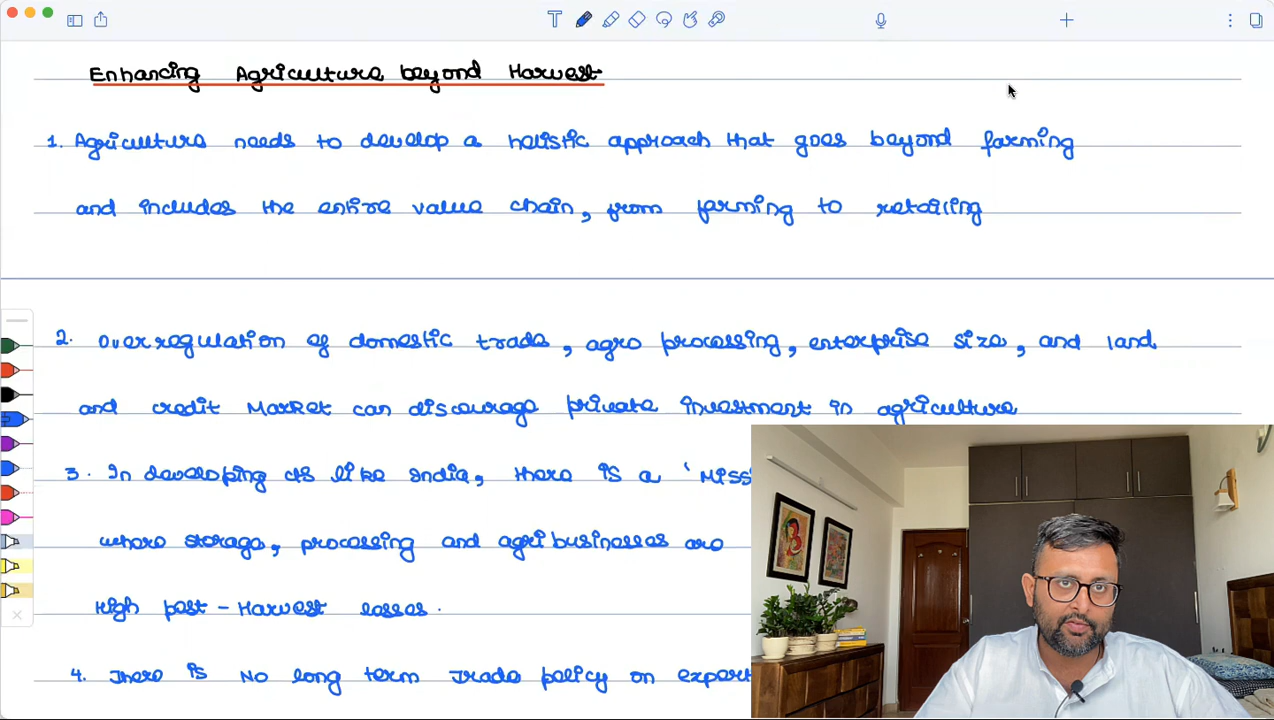 Enhancing Agriculture beyond Harvest
1. Agriculture needs to develop a holistic approach that goes beyond farming
and includes the entire value chain, from farming to retailing
2. Overregulation of domestic trade, agro processing, enterprise size, and land
and credit Market can discourage private investment in agriculture
3. In developing cts like India, there is a 'Miss
where storage, processing and agribusinesses are
High post-Harvest losses.
4. There is No long term Trade policy on export